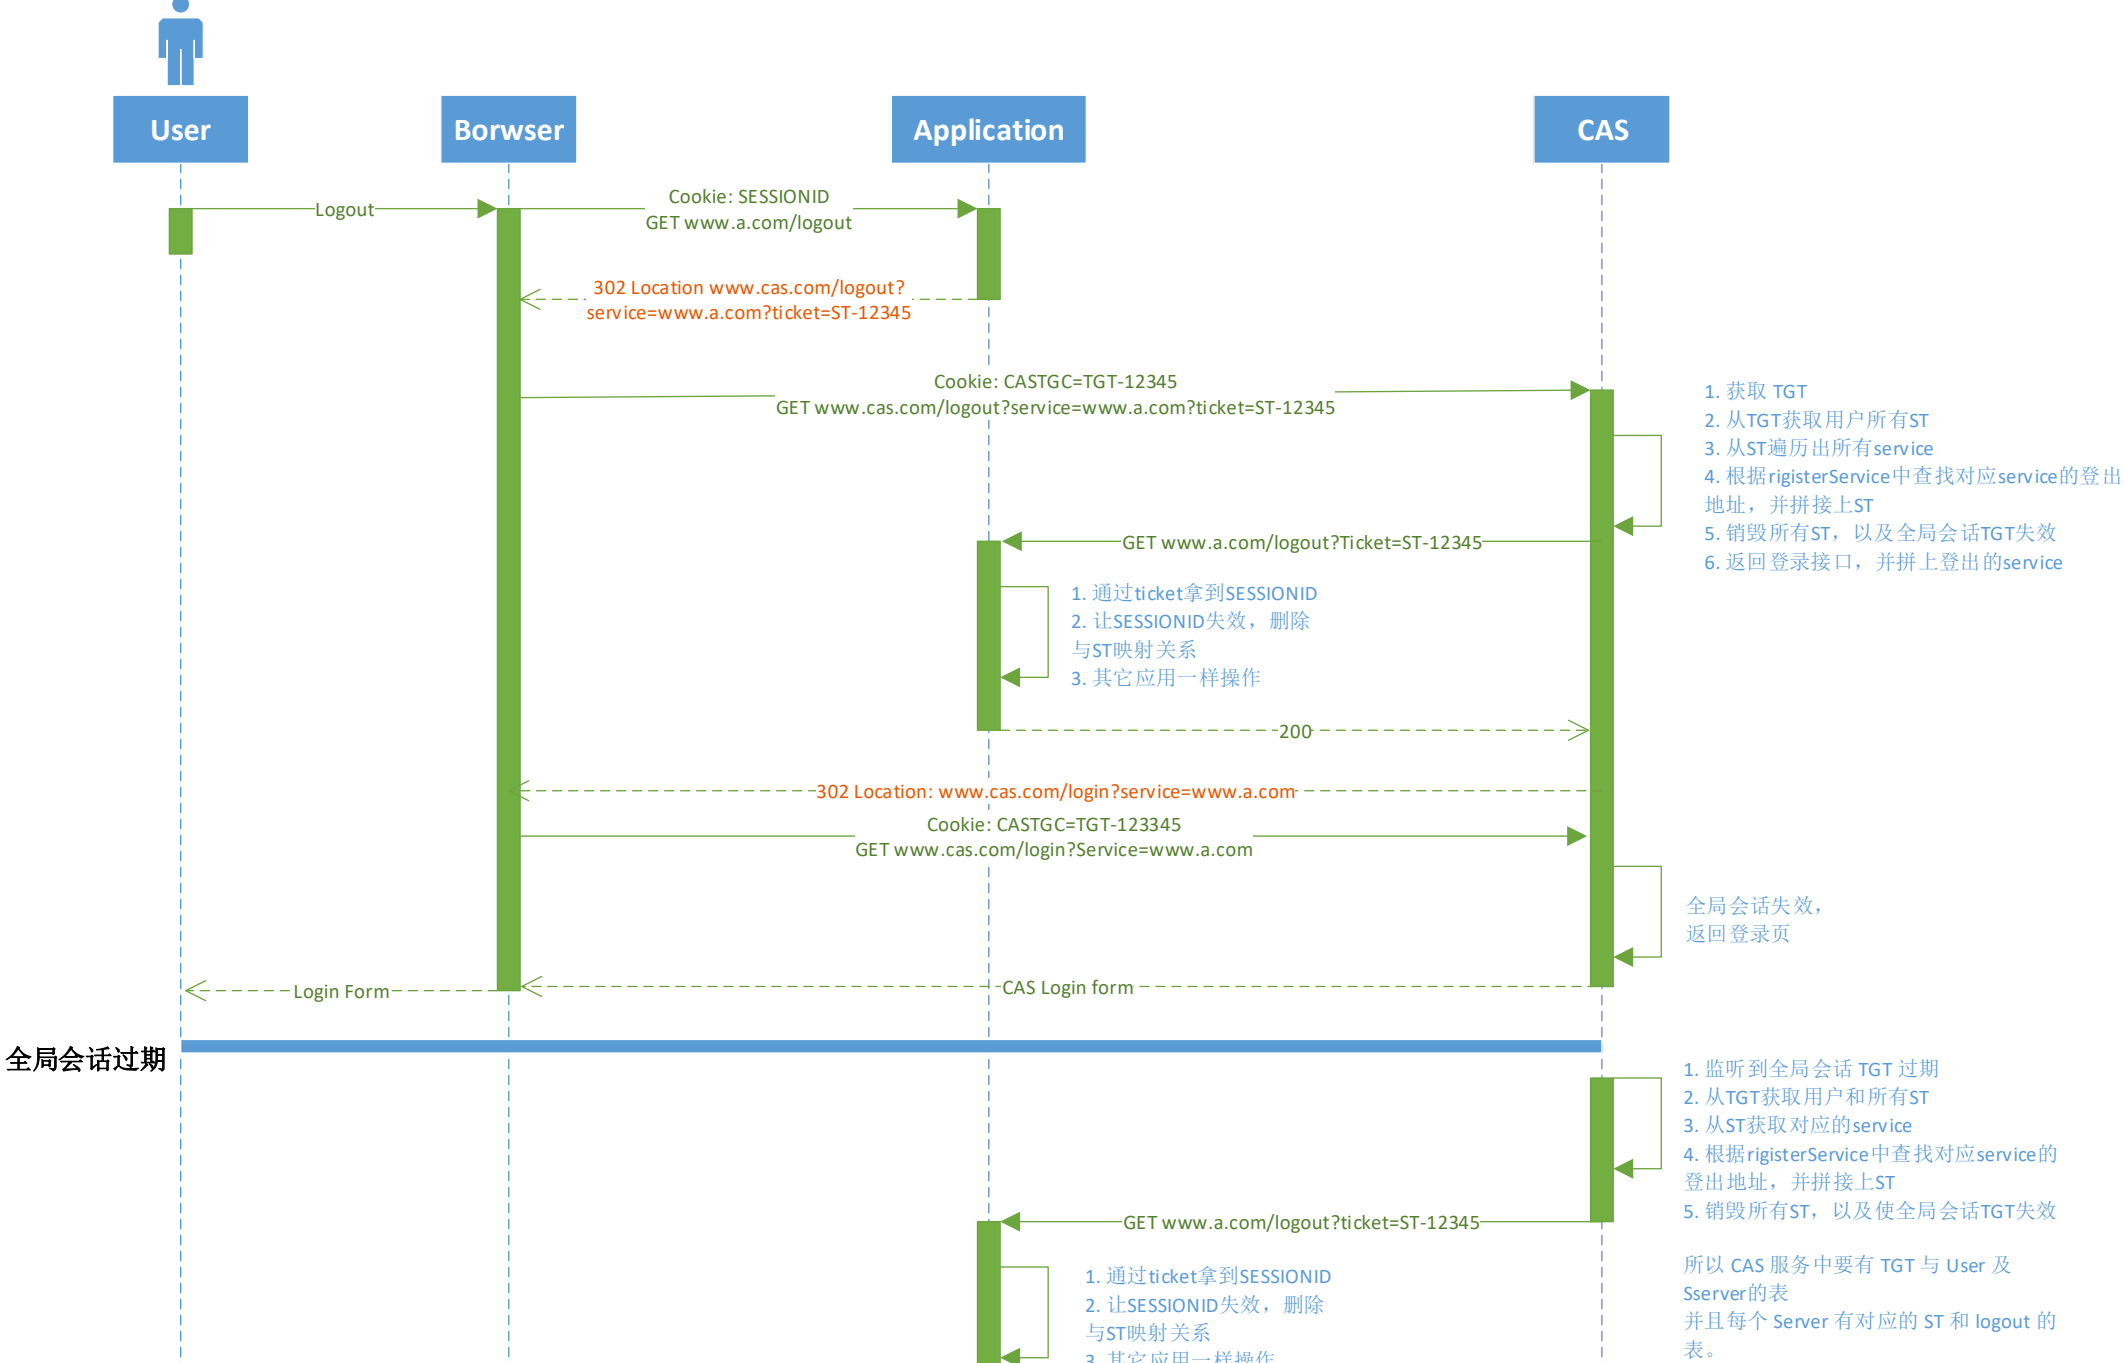 User
Borwser
Application
CAS
Logout
Cookie: SESSIONID
GET www.a.com/logout
302 Location www.cas.com/logout?
service=www.a.com?ticket=ST-12345
Cookie: CASTGC=TGT-12345
GET www.cas.com/logout?service=www.a.com?ticket=ST-12345
1. 获取 TGT
2. 从TGT获取用户所有ST
3. 从ST遍历出所有service
4. 根据rigisterService中查找对应service的登出
地址，并拼接上ST
5. 销毁所有ST，以及全局会话TGT失效
6. 返回登录接口，并拼上登出的service
GET www.a.com/logout?Ticket=ST-12345
1. 通过ticket拿到SESSIONID
2. 让SESSIONID失效，删除
与ST映射关系
3. 其它应用一样操作
200
302 Location: www.cas.com/login?service=www.a.com
Cookie: CASTGC=TGT-123345
GET www.cas.com/login?Service=www.a.com
全局会话失效，
返回登录页
CAS Login form
Login Form
全局会话过期
1. 监听到全局会话 TGT 过期
2. 从TGT获取用户和所有ST
3. 从ST获取对应的service
4. 根据rigisterService中查找对应service的
登出地址，并拼接上ST
5. 销毁所有ST，以及使全局会话TGT失效
所以 CAS 服务中要有 TGT 与 User 及
Sserver的表
并且每个 Server 有对应的 ST 和 logout 的
表。
GET www.a.com/logout?ticket=ST-12345
1. 通过ticket拿到SESSIONID
2. 让SESSIONID失效，删除
与ST映射关系
3. 其它应用一样操作